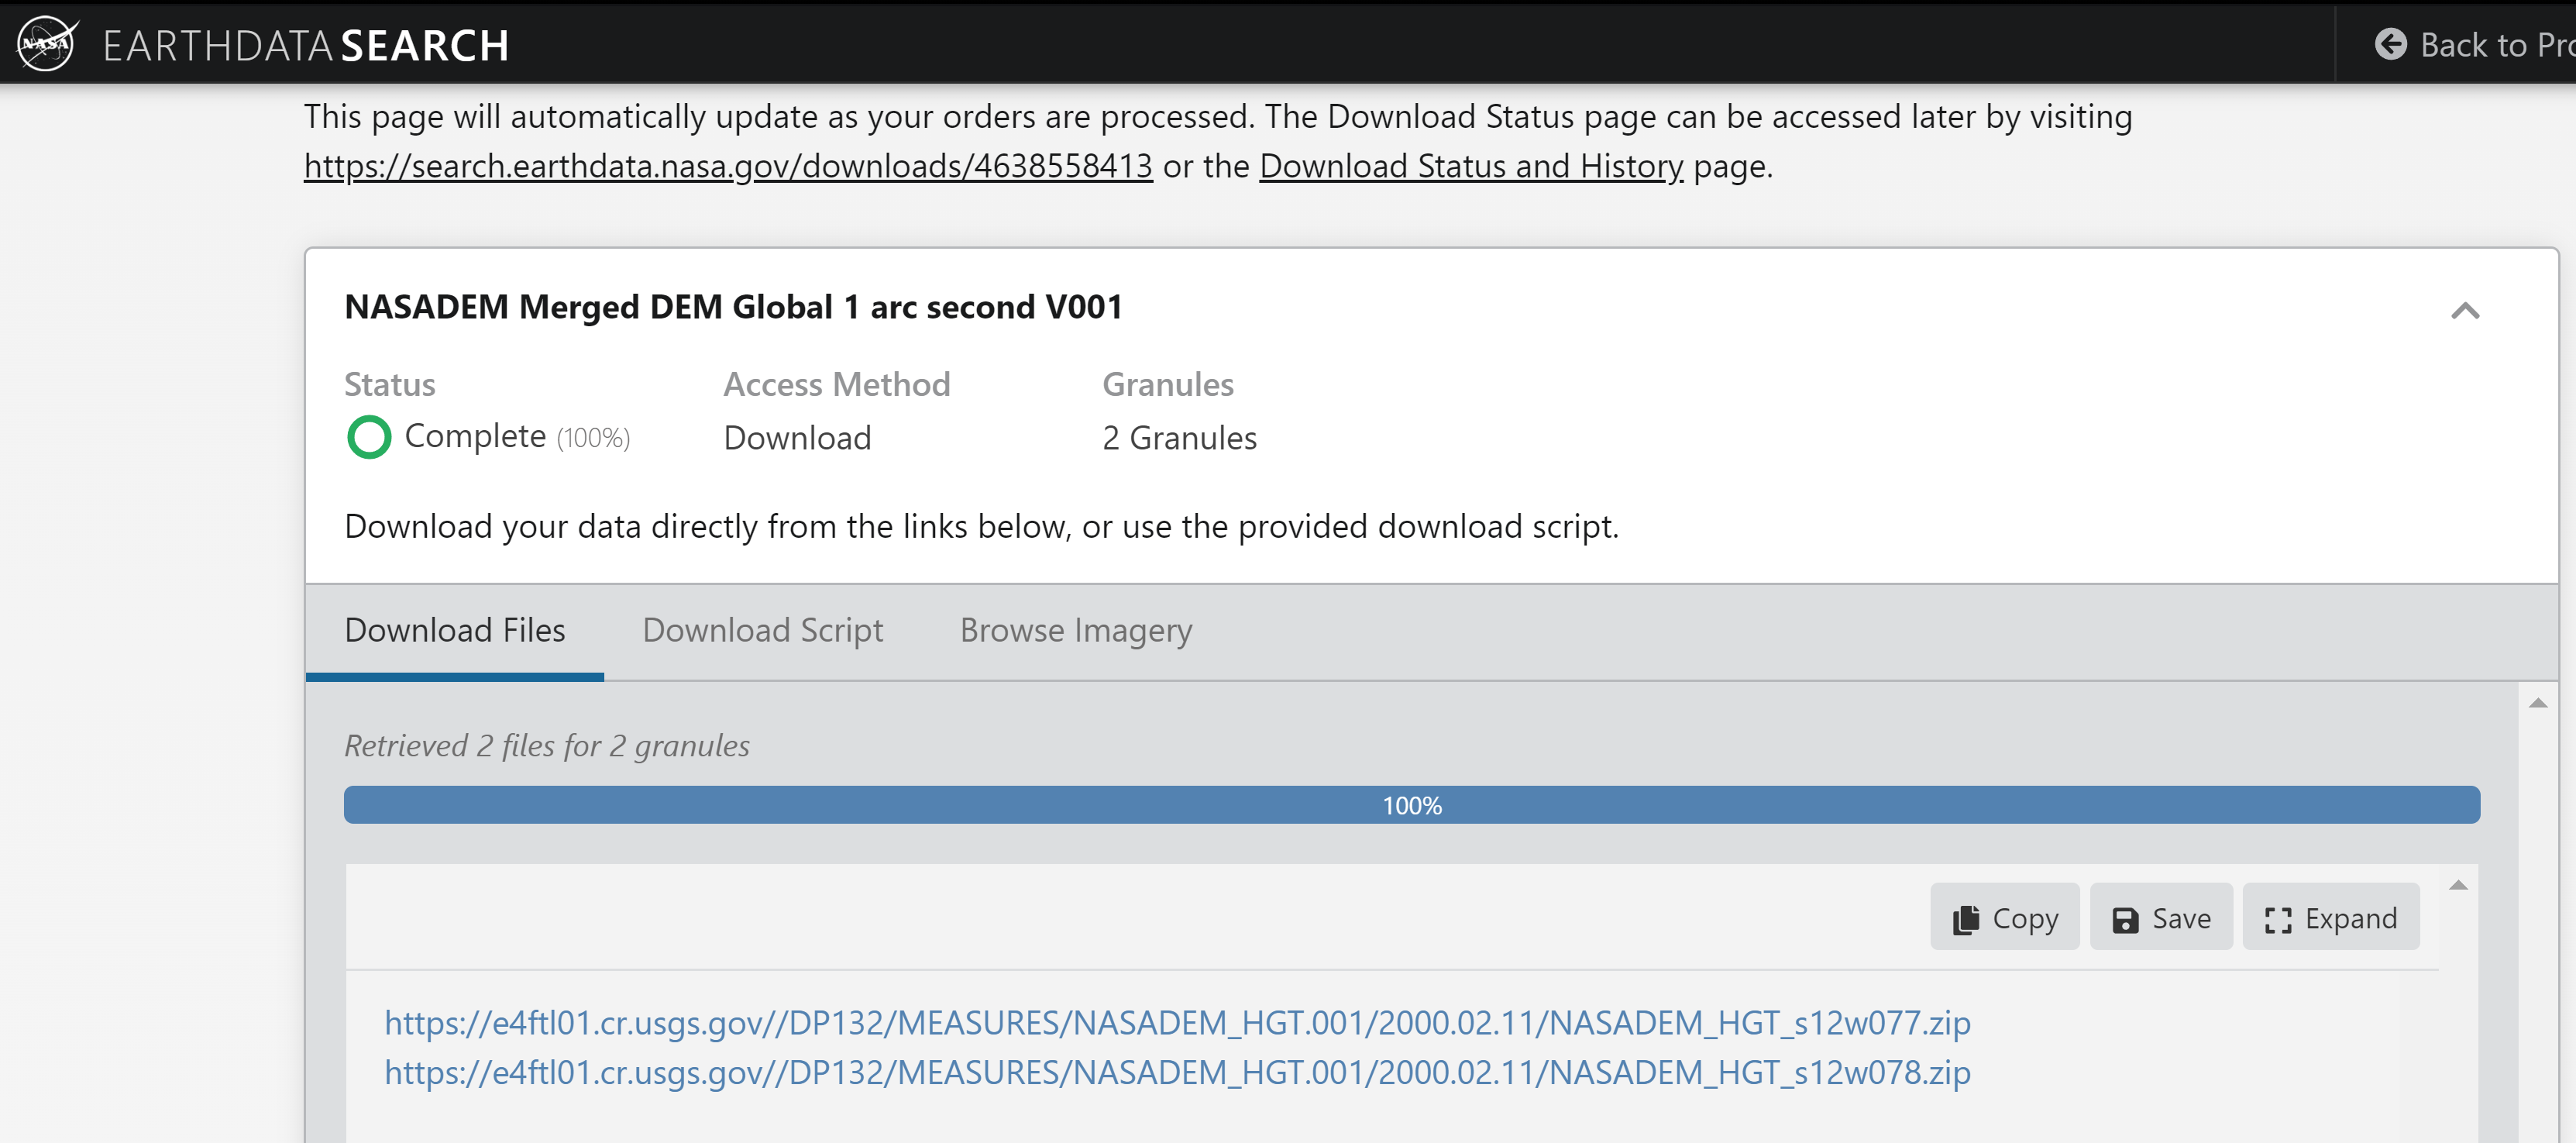 NASA EARTHDATA SEARCH
Back to Pro
This page will automatically update as your orders are processed. The Download Status page can be accessed later by visiting
https://search.earthdata.nasa.gov/downloads/4638558413 or the Download Status and History page.
NASADEM Merged DEM Global 1 arc second V001
Status Access Method Granules
Complete (100%) Download 2 Granules
Download your data directly from the links below, or use the provided download script.
Download Files Download Script Browse Imagery
Retrieved 2 files for 2 granules
100%
Copy Save Expand
https://e4ftl01.cr.usgs.gov//DP132/MEASURES/NASADEM_HGT.001/2000.02.11/NASADEM_HGT_s12w077.zip
https://e4ftl01.cr.usgs.gov//DP132/MEASURES/NASADEM_HGT.001/2000.02.11/NASADEM_HGT_s12w078.zip